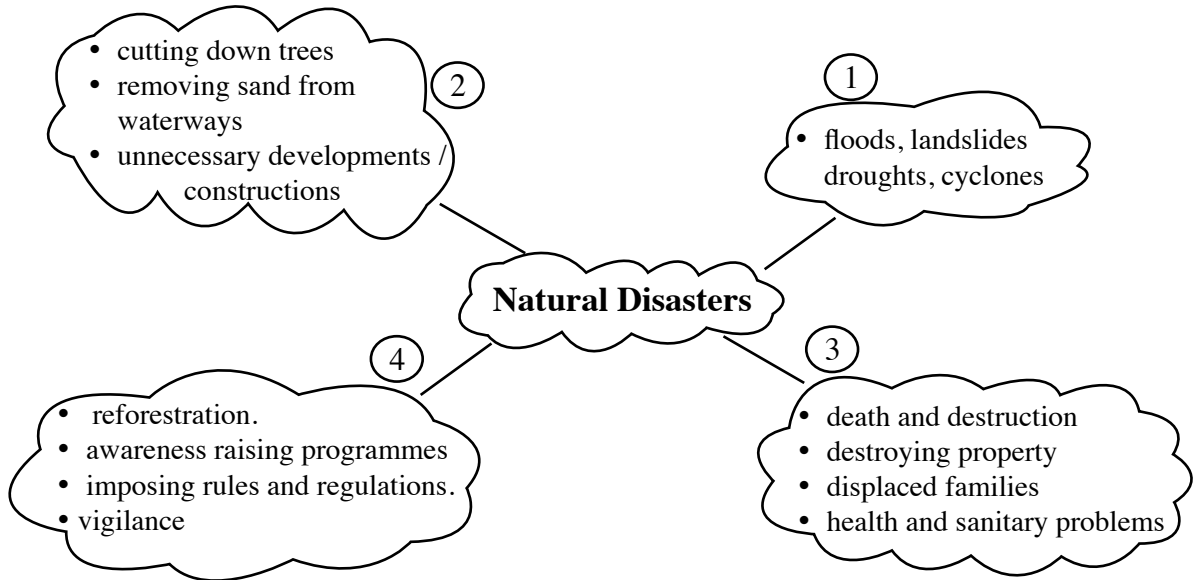 1
• floods, landslides
droughts, cyclones
2
• cutting down trees
• removing sand from
waterways
• unnecessary developments /
constructions
Natural Disasters
3
• death and destruction
• destroying property
• displaced families
• health and sanitary problems
4
• reforestration.
• awareness raising programmes
• imposing rules and regulations.
• vigilance